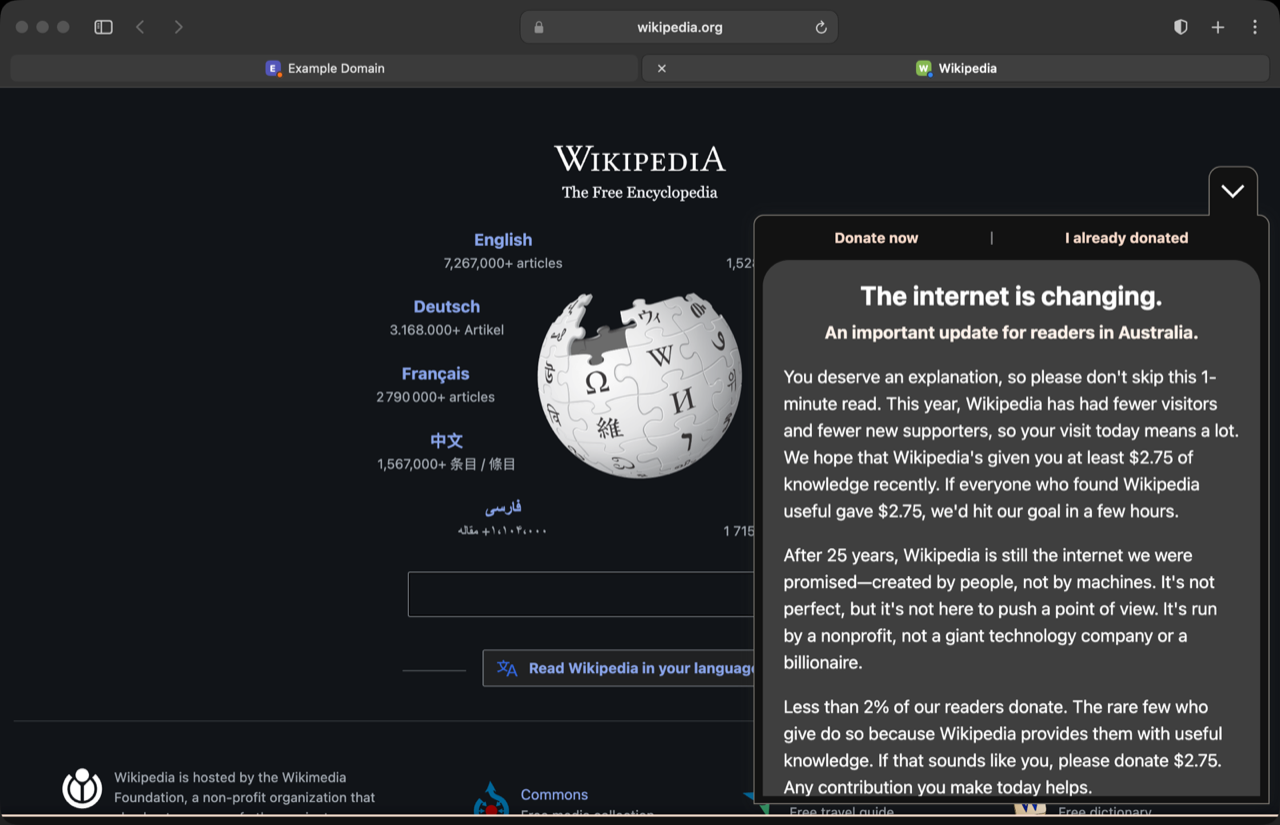 wikipedia.org
Example Domain
Wikipedia
WIKIPEDIA
The Free Encyclopedia
English
7,267,000+ articles
1,52
Deutsch
3.168.000+ Artikel
Français
2 790 000+ articles
中文
1,567,000+ 条目 / 條目
فارسی
۱٬۱۰۴٬۰۰۰+ مقاله
1 715
Read Wikipedia in your language
Donate now | I already donated
The internet is changing.
An important update for readers in Australia.
You deserve an explanation, so please don't skip this 1-
minute read. This year, Wikipedia has had fewer visitors
and fewer new supporters, so your visit today means a lot.
We hope that Wikipedia's given you at least $2.75 of
knowledge recently. If everyone who found Wikipedia
useful gave $2.75, we'd hit our goal in a few hours.
After 25 years, Wikipedia is still the internet we were
promised—created by people, not by machines. It's not
perfect, but it's not here to push a point of view. It's run
by a nonprofit, not a giant technology company or a
billionaire.
Less than 2% of our readers donate. The rare few who
give do so because Wikipedia provides them with useful
knowledge. If that sounds like you, please donate $2.75.
Any contribution you make today helps.
Wikipedia is hosted by the Wikimedia
Foundation, a non-profit organization that
Commons
Free media collection
Free travel guide
Free dictionary